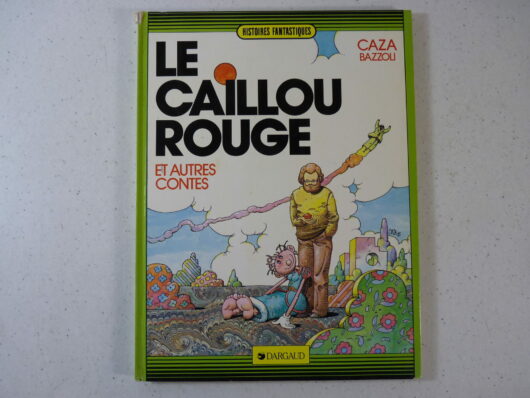 HISTOIRES FANTASTIQUES
CAZA
BAZZOLI
LE
CAILLOU
ROUGE
ET AUTRES
CONTES
DARGAUD